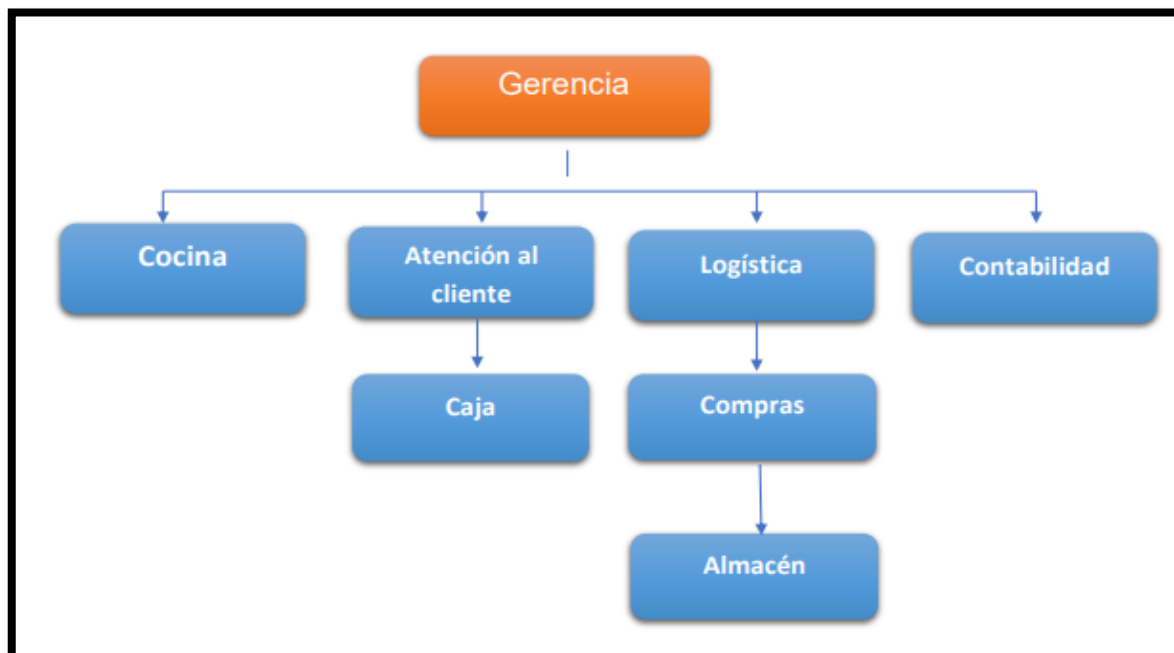 Gerencia
Cocina
Atención al
cliente
Logística
Contabilidad
Caja
Compras
Almacén